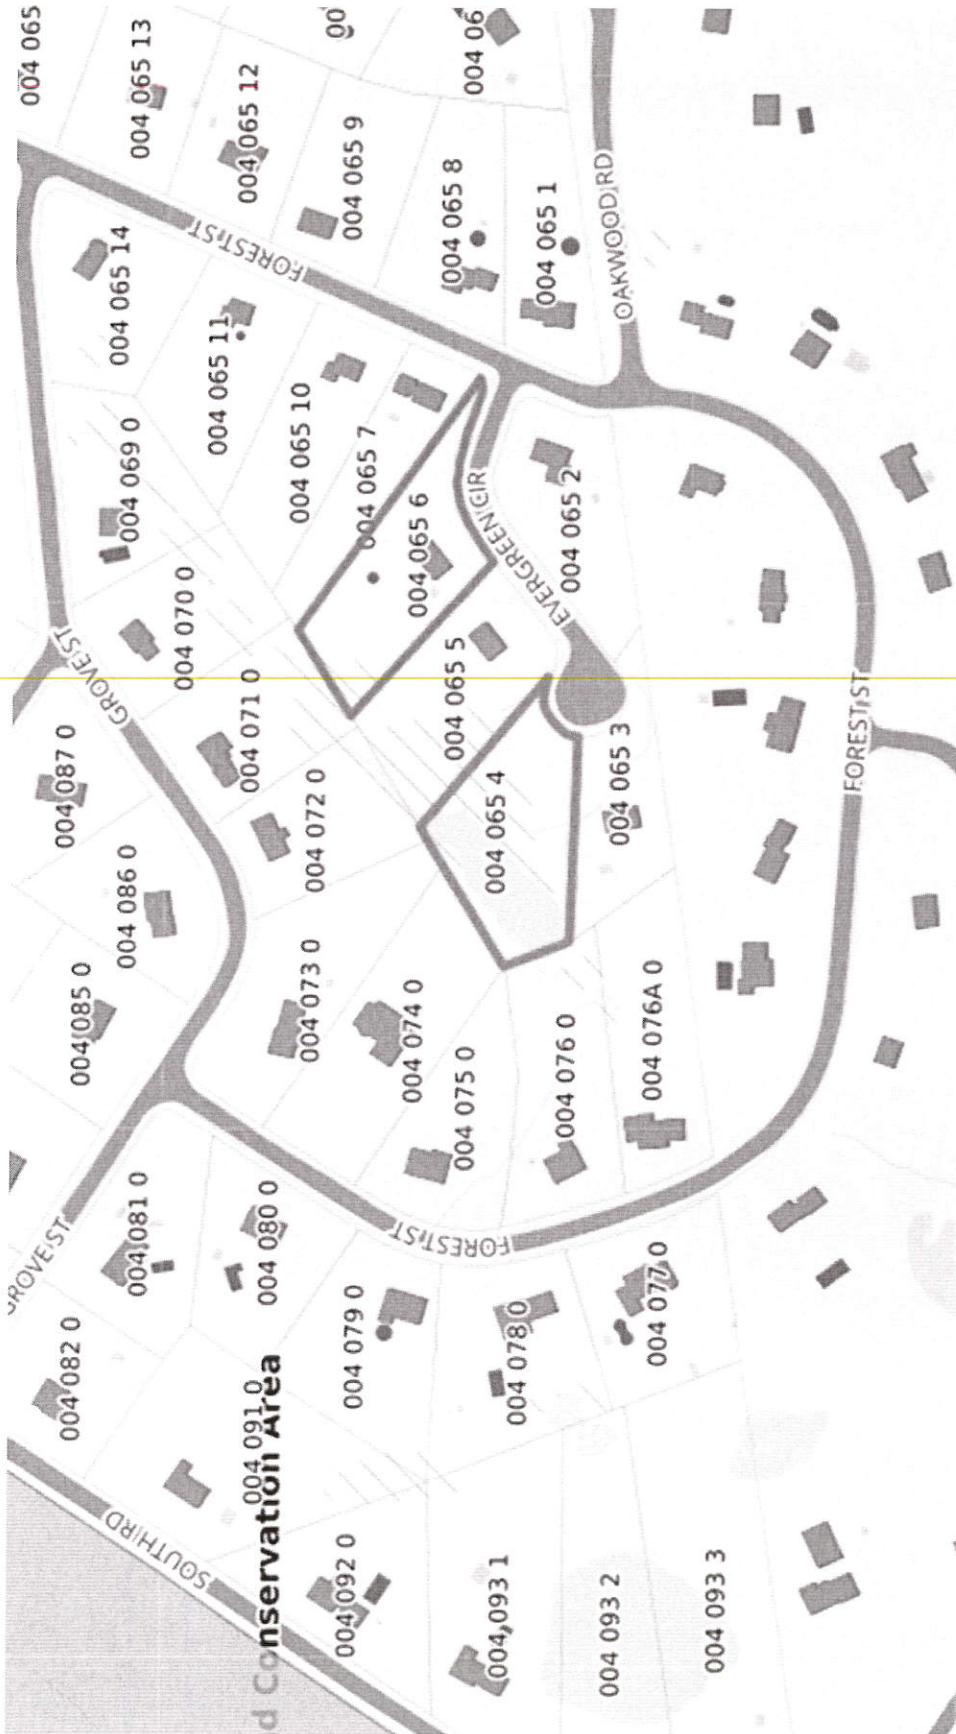 004 065
004 065 13
004 065 12
00
004 06
004 065 9
004 065 8
004 065 1
OAKWOOD RD
FOREST ST
004 065 14
004 065 11
004 065 10
004 065 7
004 065 6
EVERGREEN CIR
004 065 2
004 069 0
004 070 0
GROVE ST
004 071 0
004 065 5
004 087 0
004 072 0
004 065 4
004 065 3
FOREST ST
004 086 0
004 085 0
004 073 0
004 074 0
004 075 0
004 076 0
004 076A 0
GROVE ST
004 081 0
004 080 0
FOREST ST
004 079 0
004 078 0
004 077 0
004 082 0
004 091 0
d Conservation Area
SOUTH RD
004 092 0
004 093 1
004 093 2
004 093 3